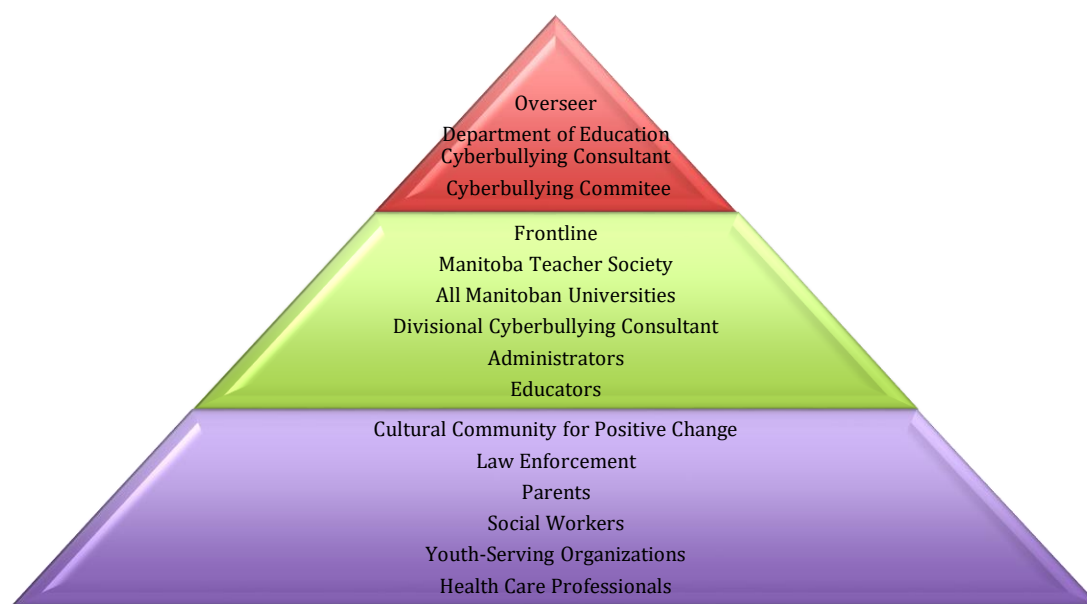 Overseer
Department of Education
Cyberbullying Consultant
Cyberbullying Commitee
Frontline
Manitoba Teacher Society
All Manitoban Universities
Divisional Cyberbullying Consultant
Administrators
Educators
Cultural Community for Positive Change
Law Enforcement
Parents
Social Workers
Youth-Serving Organizations
Health Care Professionals